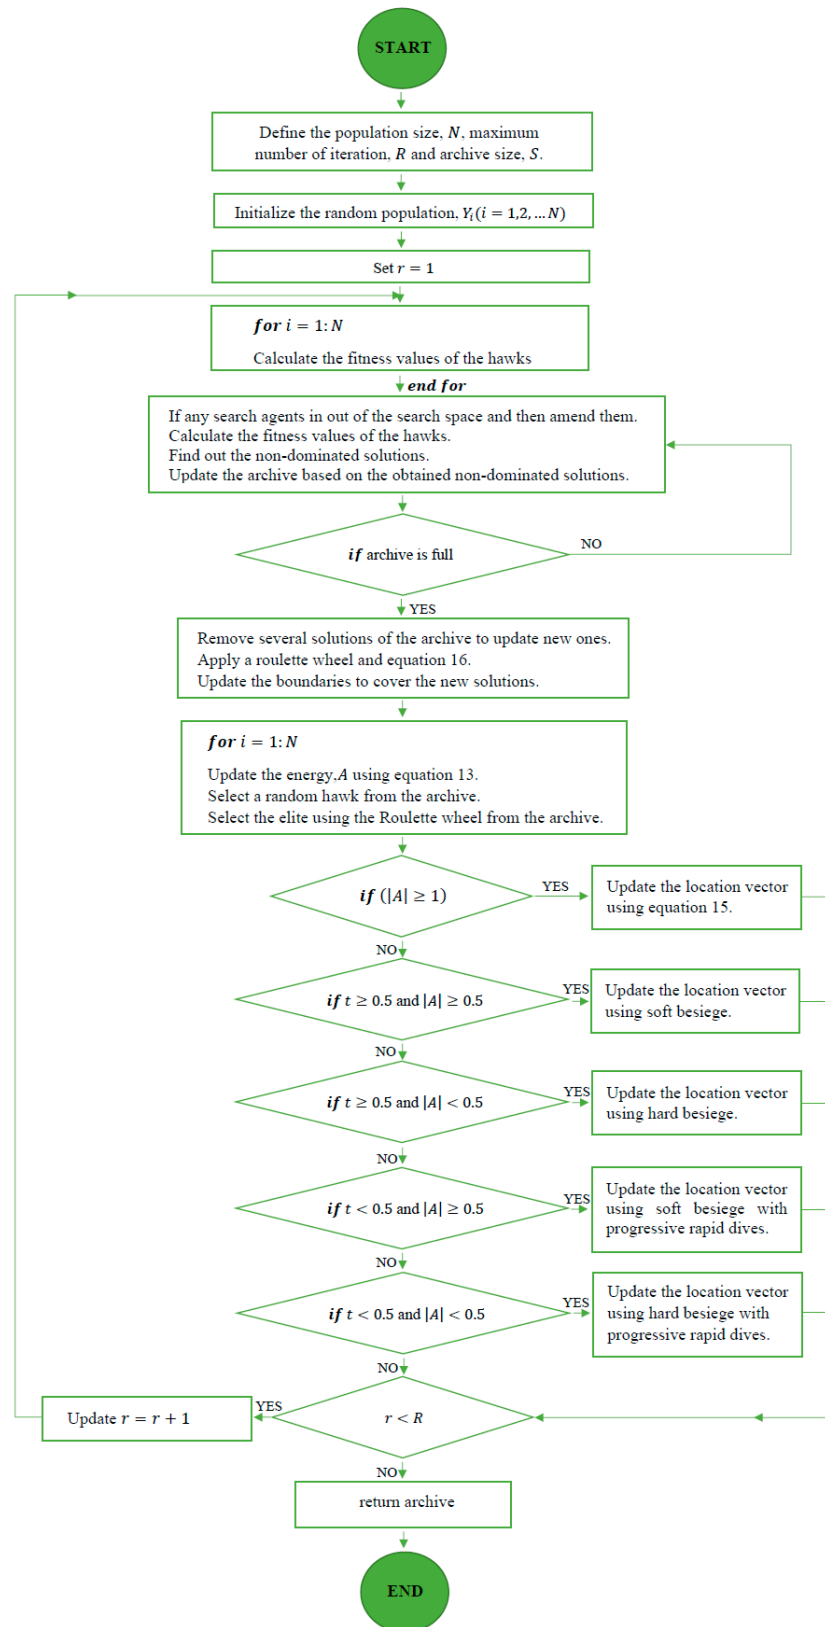 START
Define the population size, N, maximum
number of iteration, R and archive size, S.
Initialize the random population, Yᵢ(i = 1,2, … N)
Set r = 1
for i = 1: N
Calculate the fitness values of the hawks
end for
If any search agents in out of the search space and then amend them.
Calculate the fitness values of the hawks.
Find out the non-dominated solutions.
Update the archive based on the obtained non-dominated solutions.
if archive is full
NO
YES
Remove several solutions of the archive to update new ones.
Apply a roulette wheel and equation 16.
Update the boundaries to cover the new solutions.
for i = 1: N
Update the energy,A using equation 13.
Select a random hawk from the archive.
Select the elite using the Roulette wheel from the archive.
if (|A| ≥ 1)
YES
Update the location vector
using equation 15.
NO
if t ≥ 0.5 and |A| ≥ 0.5
YES
Update the location vector
using soft besiege.
NO
if t ≥ 0.5 and |A| < 0.5
YES
Update the location vector
using hard besiege.
NO
if t < 0.5 and |A| ≥ 0.5
YES
Update the location vector
using soft besiege with
progressive rapid dives.
NO
if t < 0.5 and |A| < 0.5
YES
Update the location vector
using hard besiege with
progressive rapid dives.
NO
r < R
YES
Update r = r + 1
NO
return archive
END